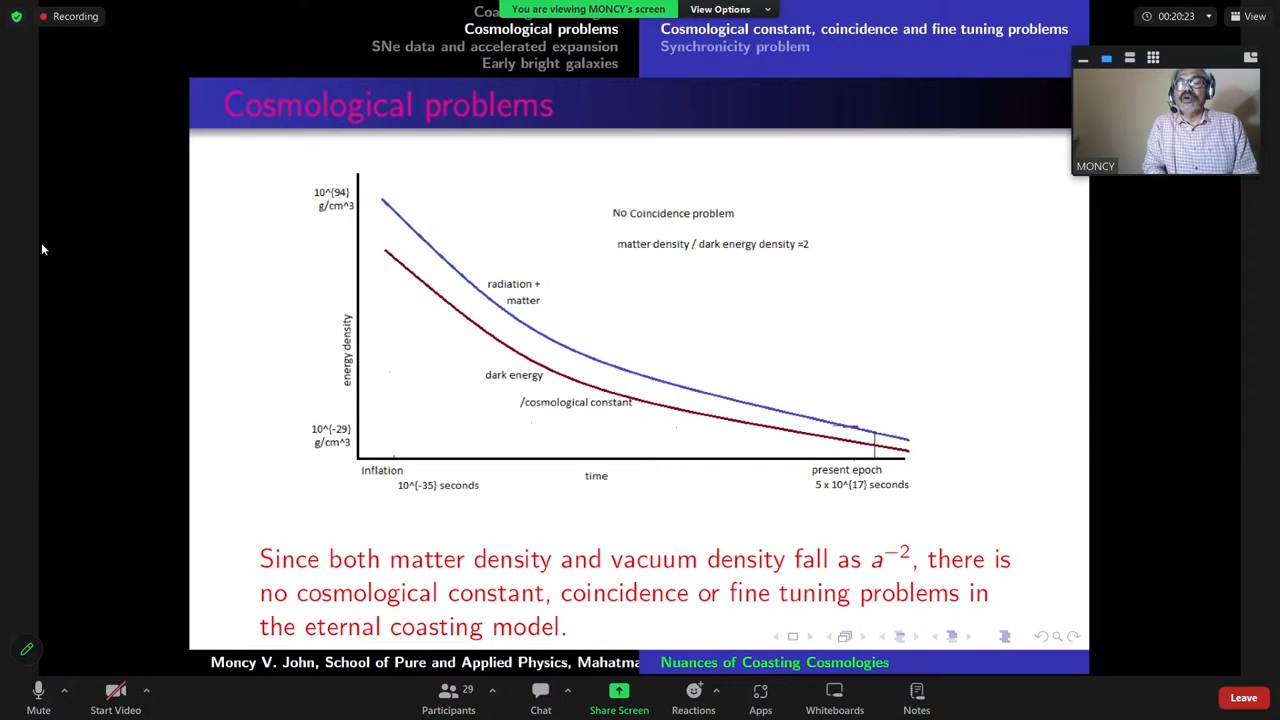 You are viewing MONCY's screen
View Options
Recording
00:20:23
View
Cosmological problems
SNe data and accelerated expansion
Early bright galaxies
Cosmological constant, coincidence and fine tuning problems
Synchronicity problem
MONCY
Cosmological problems
10^{94}
g/cm^3
No Coincidence problem
matter density / dark energy density =2
radiation +
matter
energy density
dark energy
/cosmological constant
10^{-29}
g/cm^3
Inflation
10^{-35} seconds
time
present epoch
5 x 10^{17} seconds
Since both matter density and vacuum density fall as a⁻², there is
no cosmological constant, coincidence or fine tuning problems in
the eternal coasting model.
Moncy V. John, School of Pure and Applied Physics, Mahatma
Nuances of Coasting Cosmologies
Mute
Start Video
29
Participants
Chat
Share Screen
Reactions
Apps
Whiteboards
Notes
Leave